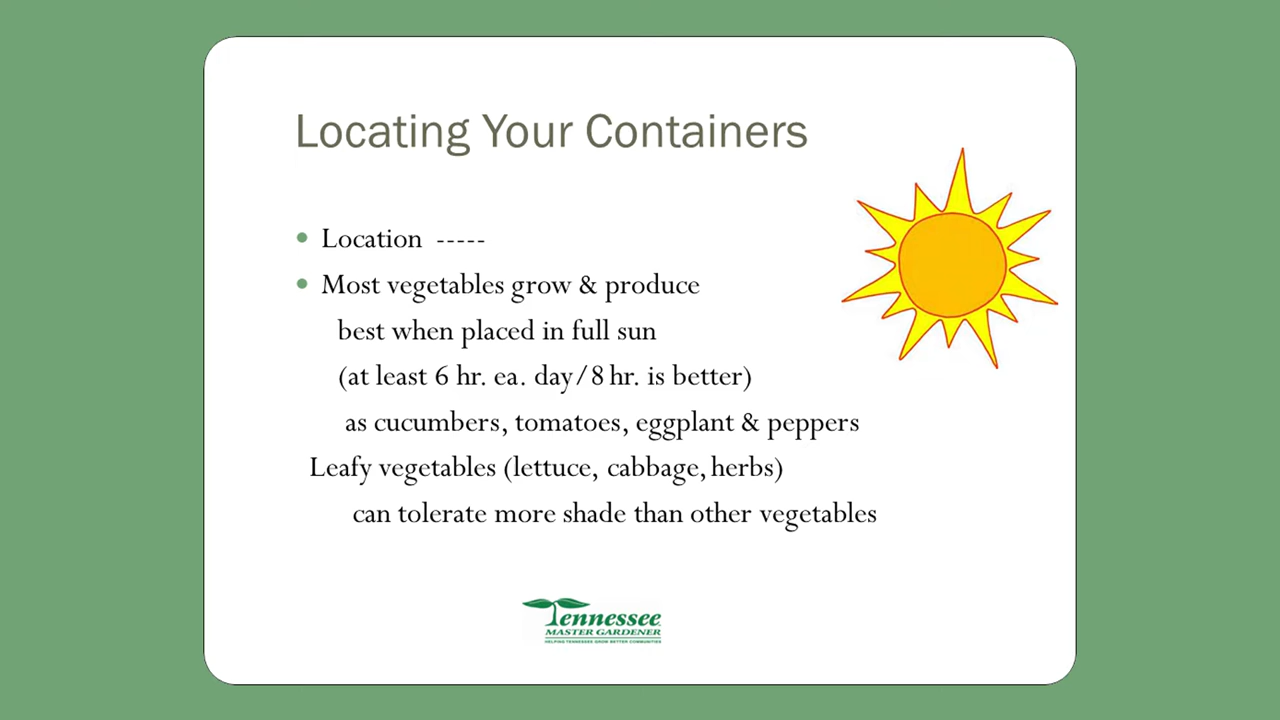 Locating Your Containers
Location -----
Most vegetables grow & produce
best when placed in full sun
(at least 6 hr. ea. day/8 hr. is better)
as cucumbers, tomatoes, eggplant & peppers
Leafy vegetables (lettuce, cabbage, herbs)
can tolerate more shade than other vegetables
Tennessee
MASTER GARDENER
HELPING TENNESSEE GROW BETTER COMMUNITIES